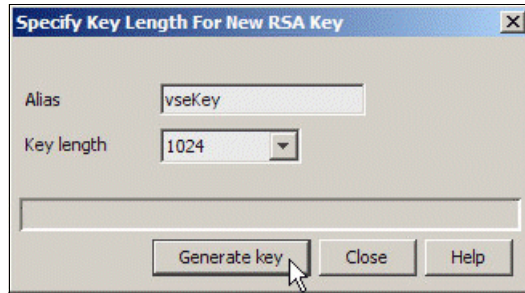 Specify Key Length For New RSA Key
Alias vseKey
Key length 1024
Generate key Close Help